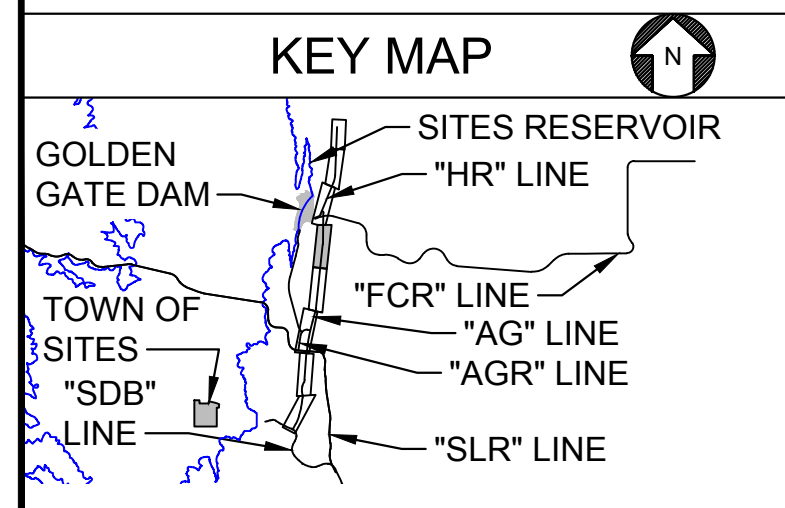 KEY MAP
N
SITES RESERVOIR
GOLDEN
GATE DAM
"HR" LINE
"FCR" LINE
TOWN OF
SITES
"AG" LINE
"AGR" LINE
"SDB"
LINE
"SLR" LINE